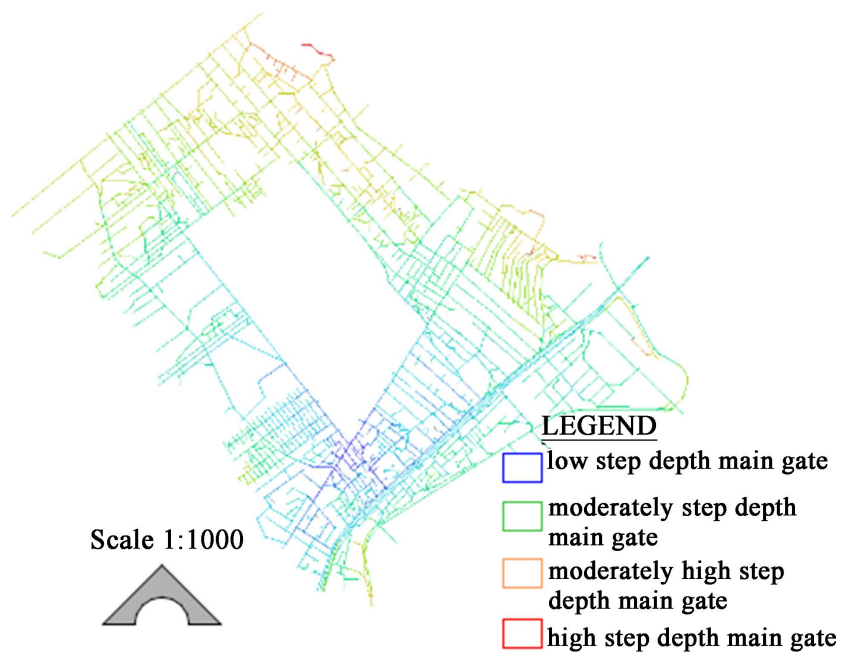 LEGEND
low step depth main gate
moderately step depth
main gate
Scale 1:1000
moderately high step
depth main gate
high step depth main gate